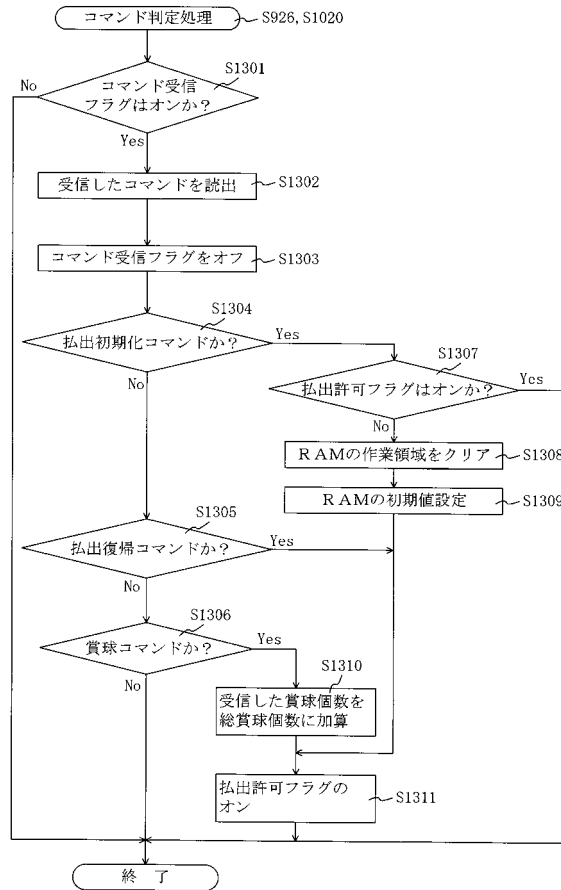 コマンド判定処理
S926, S1020
S1301
コマンド受信
フラグはオンか？
No
Yes
受信したコマンドを読出
S1302
コマンド受信フラグをオフ
S1303
S1304
払出初期化コマンドか？
Yes
No
S1307
払出許可フラグはオンか？
Yes
No
RAMの作業領域をクリア
S1308
RAMの初期値設定
S1309
S1305
払出復帰コマンドか？
Yes
No
S1306
賞球コマンドか？
Yes
No
S1310
受信した賞球個数を
総賞球個数に加算
払出許可フラグの
オン
S1311
終 了